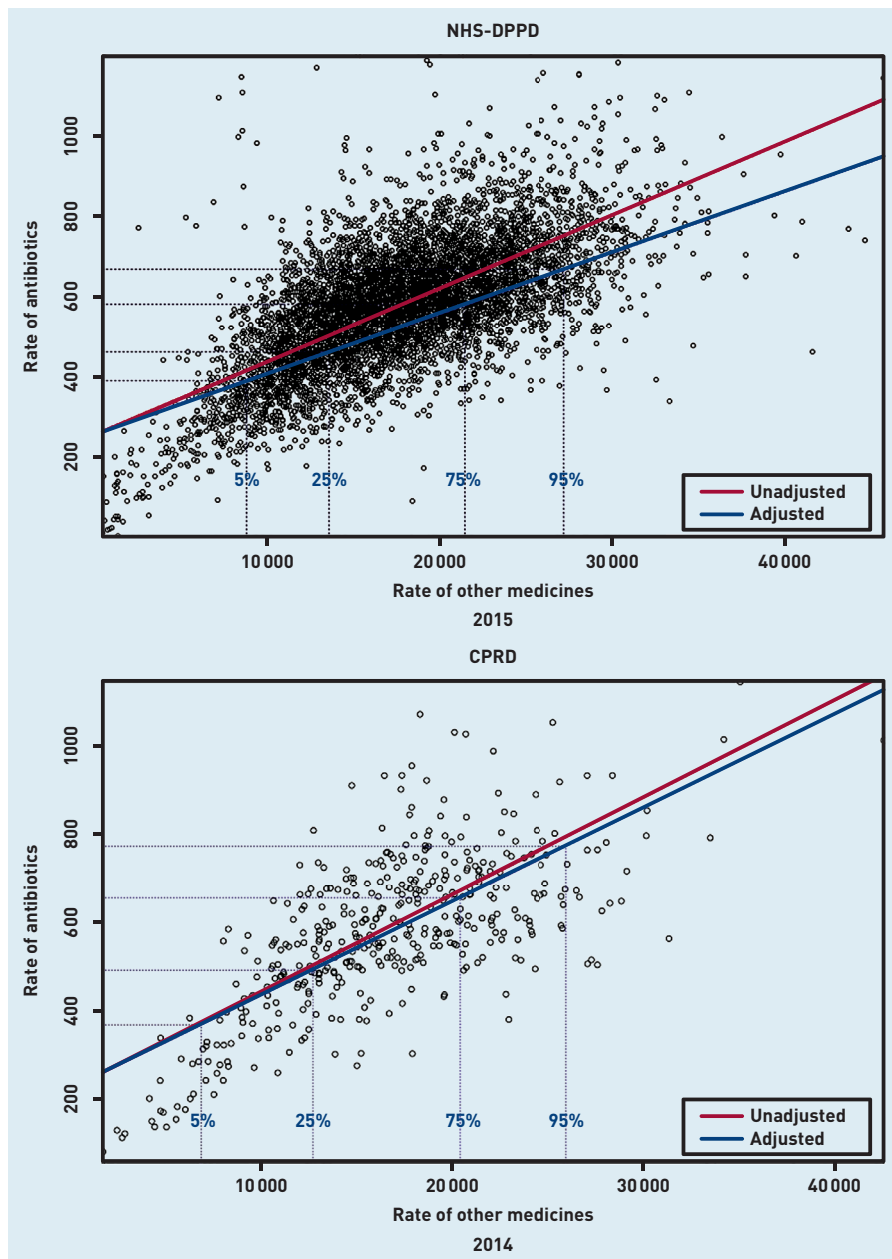 NHS-DPPD
Rate of antibiotics
1000
800
600
400
200
5%
25%
75%
95%
Unadjusted
Adjusted
10 000
20 000
30 000
40 000
Rate of other medicines
2015
CPRD
Rate of antibiotics
1000
800
600
400
200
5%
25%
75%
95%
Unadjusted
Adjusted
10 000
20 000
30 000
40 000
Rate of other medicines
2014